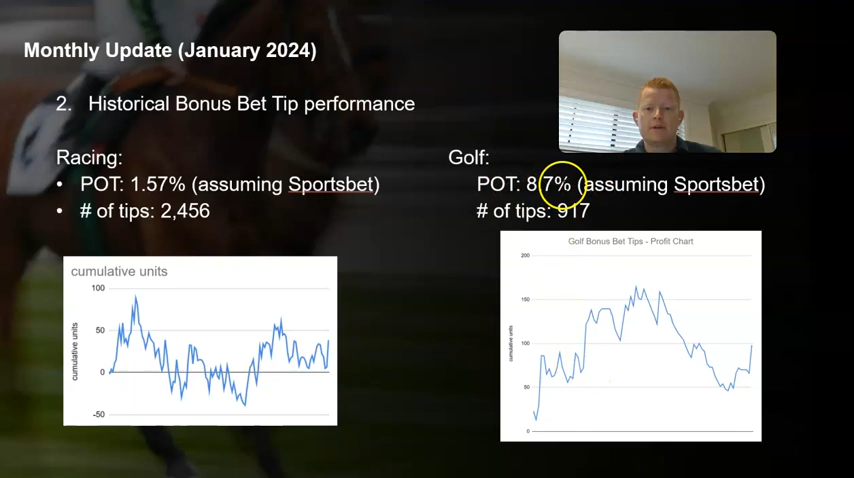 Monthly Update (January 2024)
2. Historical Bonus Bet Tip performance
Racing:
• POT: 1.57% (assuming Sportsbet)
• # of tips: 2,456
Golf:
POT: 8.7% (assuming Sportsbet)
# of tips: 917
cumulative units
100
50
0
-50
cumulative units
Golf Bonus Bet Tips - Profit Chart
200
150
100
50
0
cumulative units